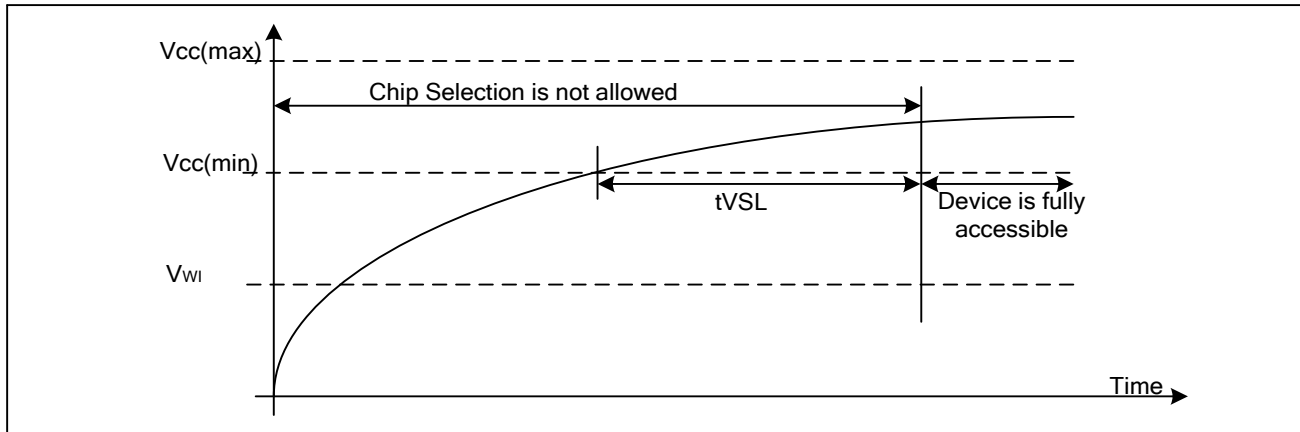 Vcc(max)
Chip Selection is not allowed
Vcc(min)
tVSL
Device is fully
accessible
VWI
Time